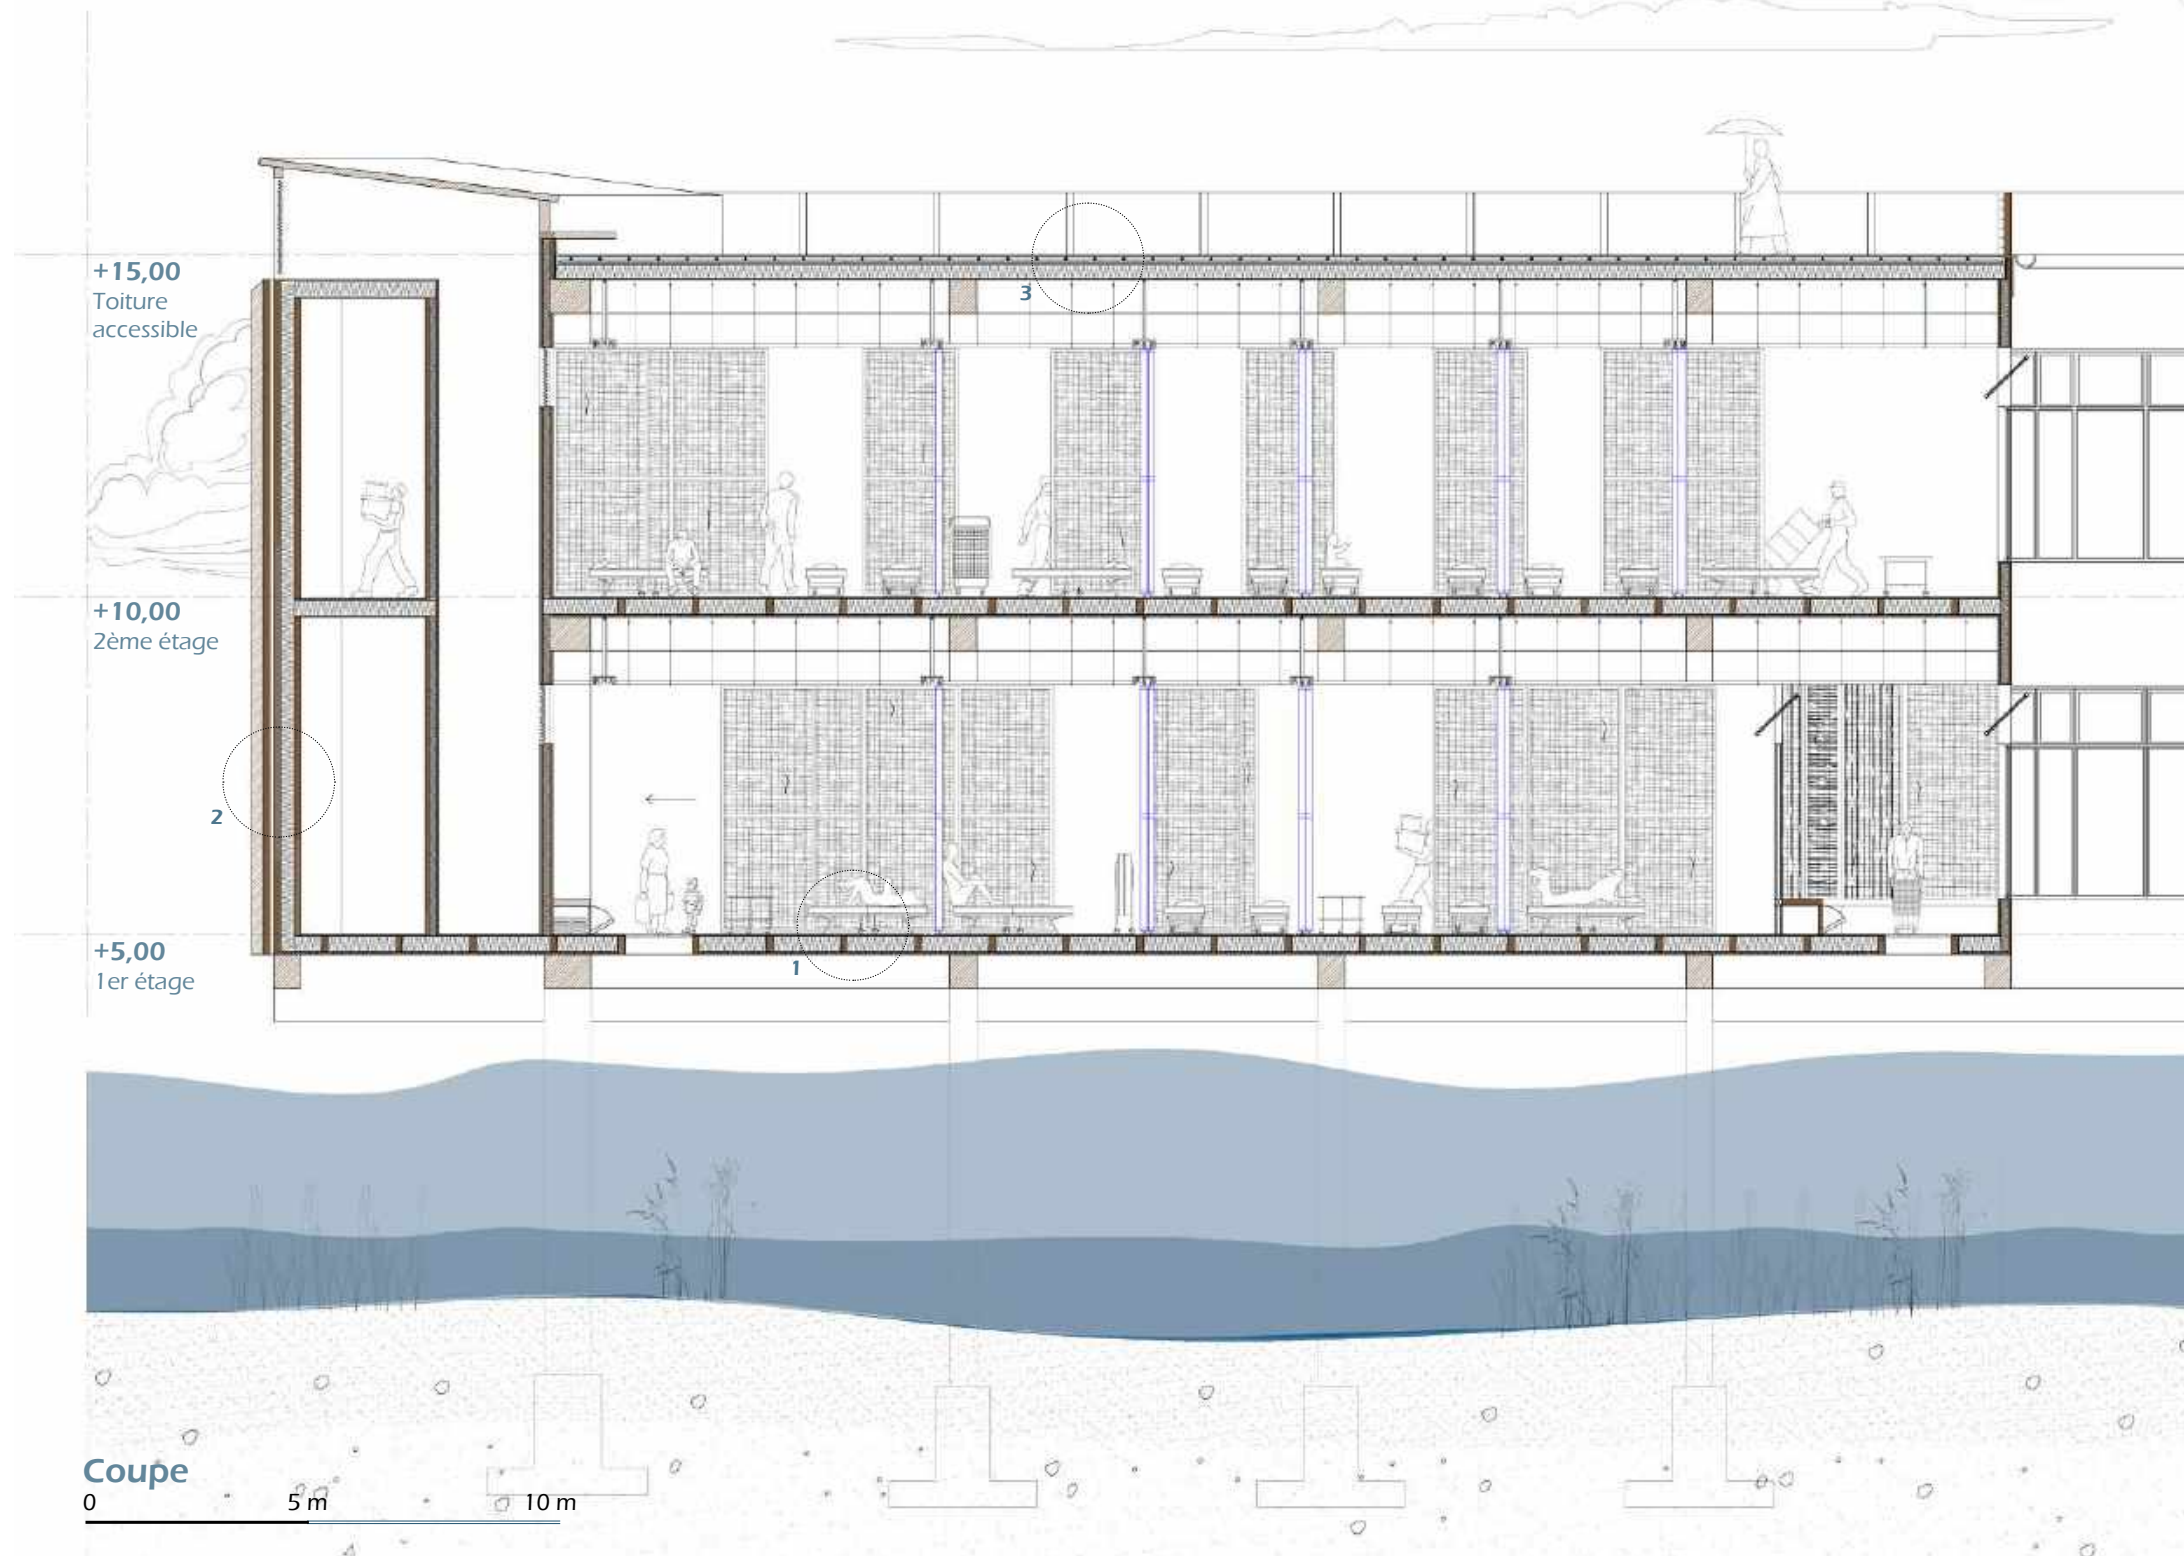 +15,00
Toiture
accessible
3
+10,00
2ème étage
2
+5,00
1er étage
1
Coupe
0 5 m 10 m